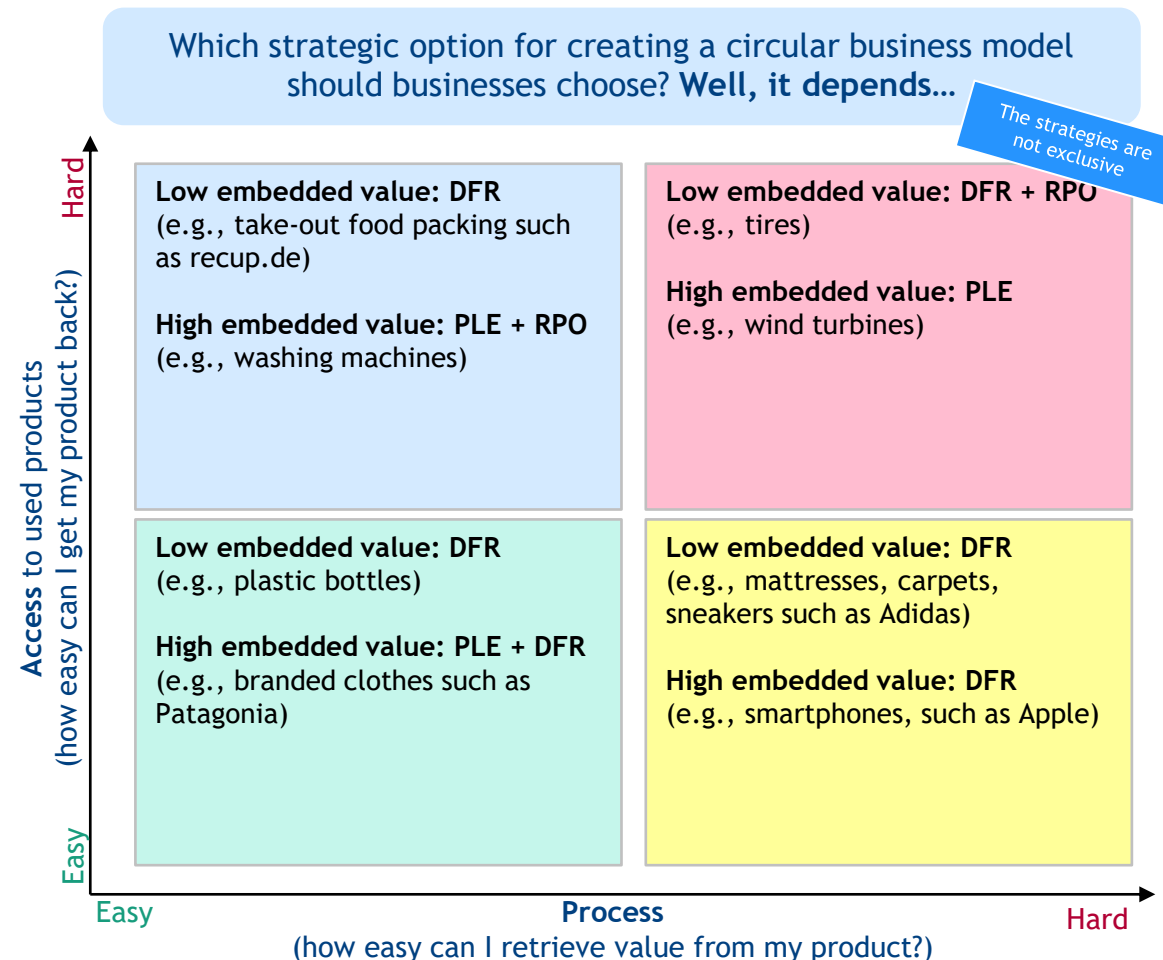 Which strategic option for creating a circular business model
should businesses choose? Well, it depends…
The strategies are
not exclusive
Hard
Access to used products
(how easy can I get my product back?)
Easy
Low embedded value: DFR
(e.g., take-out food packing such
as recup.de)
High embedded value: PLE + RPO
(e.g., washing machines)
Low embedded value: DFR + RPO
(e.g., tires)
High embedded value: PLE
(e.g., wind turbines)
Low embedded value: DFR
(e.g., plastic bottles)
High embedded value: PLE + DFR
(e.g., branded clothes such as
Patagonia)
Low embedded value: DFR
(e.g., mattresses, carpets,
sneakers such as Adidas)
High embedded value: DFR
(e.g., smartphones, such as Apple)
Easy
Process
Hard
(how easy can I retrieve value from my product?)